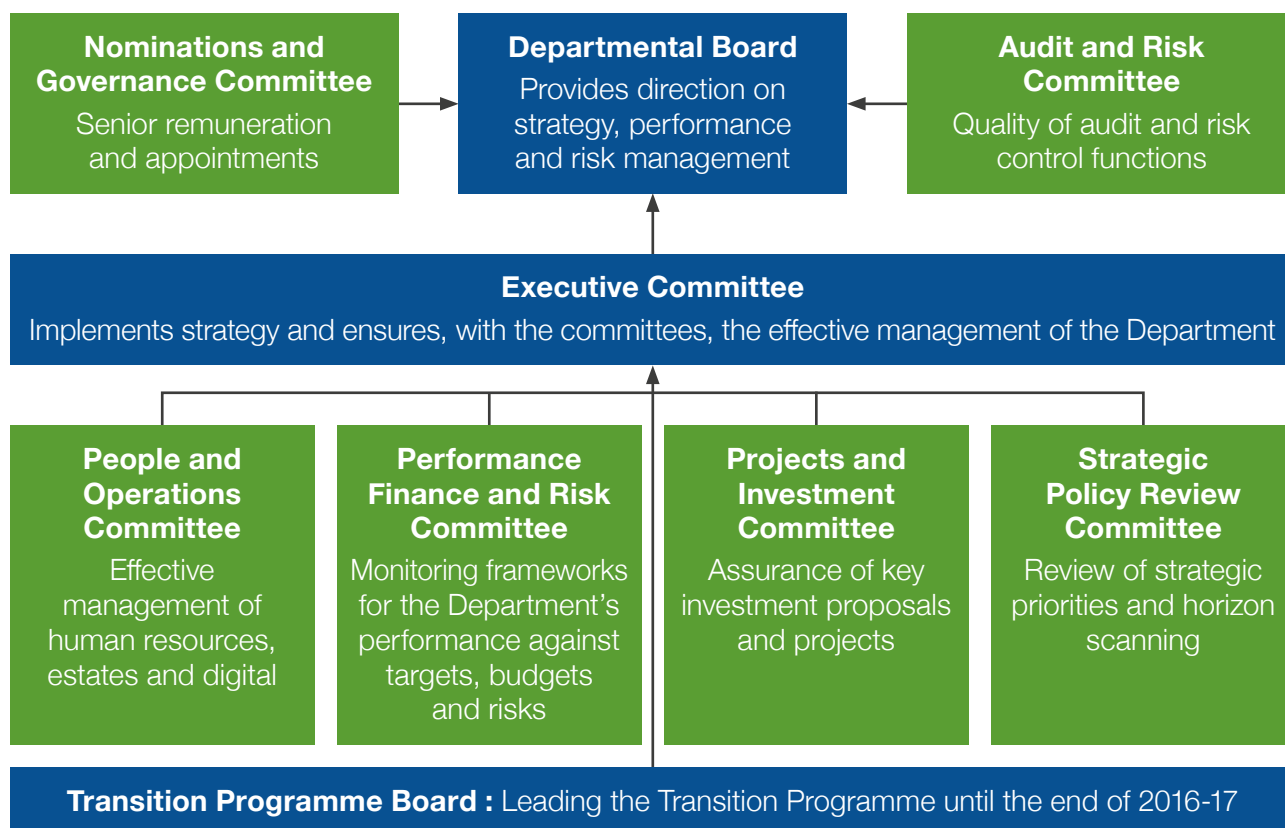 Nominations and
Governance Committee
Senior remuneration
and appointments
Departmental Board
Provides direction on
strategy, performance
and risk management
Audit and Risk
Committee
Quality of audit and risk
control functions
Executive Committee
Implements strategy and ensures, with the committees, the effective management of the Department
People and
Operations
Committee
Effective
management of
human resources,
estates and digital
Performance
Finance and Risk
Committee
Monitoring frameworks
for the Department’s
performance against
targets, budgets
and risks
Projects and
Investment
Committee
Assurance of key
investment proposals
and projects
Strategic
Policy Review
Committee
Review of strategic
priorities and horizon
scanning
Transition Programme Board : Leading the Transition Programme until the end of 2016-17